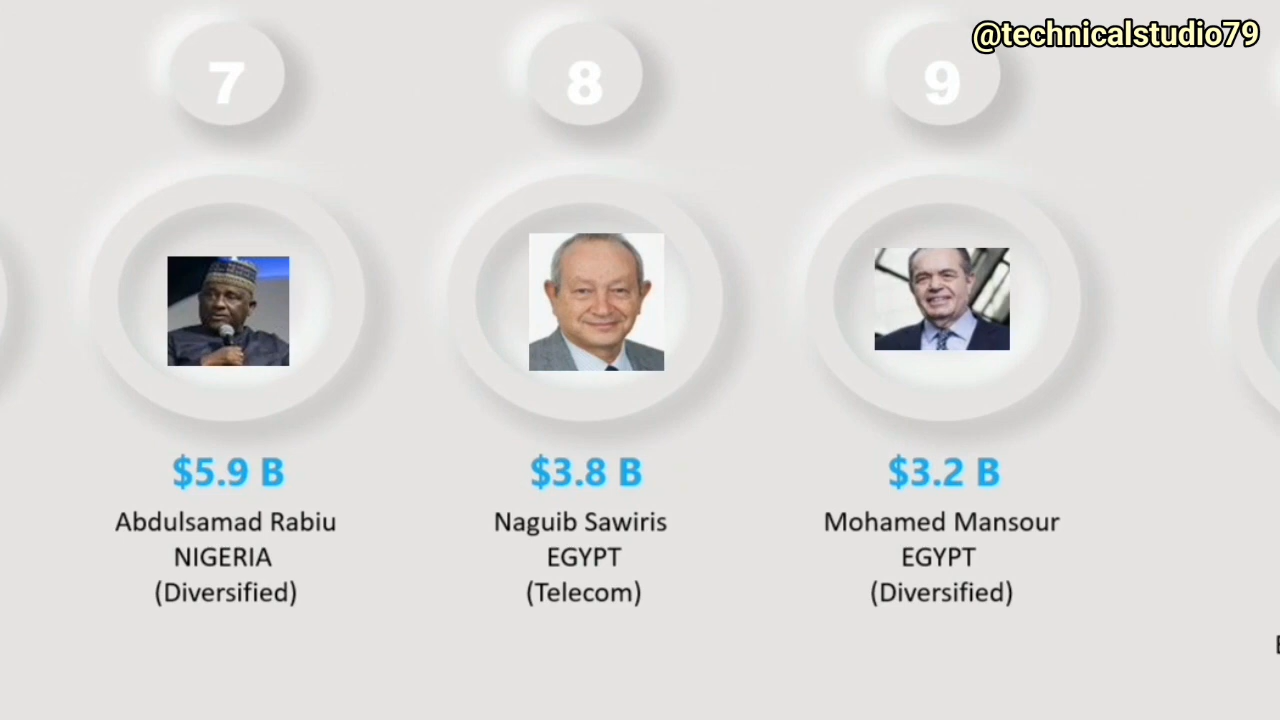 @technicalstudio79
7
8
9
$5.9 B
Abdulsamad Rabiu
NIGERIA
(Diversified)
$3.8 B
Naguib Sawiris
EGYPT
(Telecom)
$3.2 B
Mohamed Mansour
EGYPT
(Diversified)